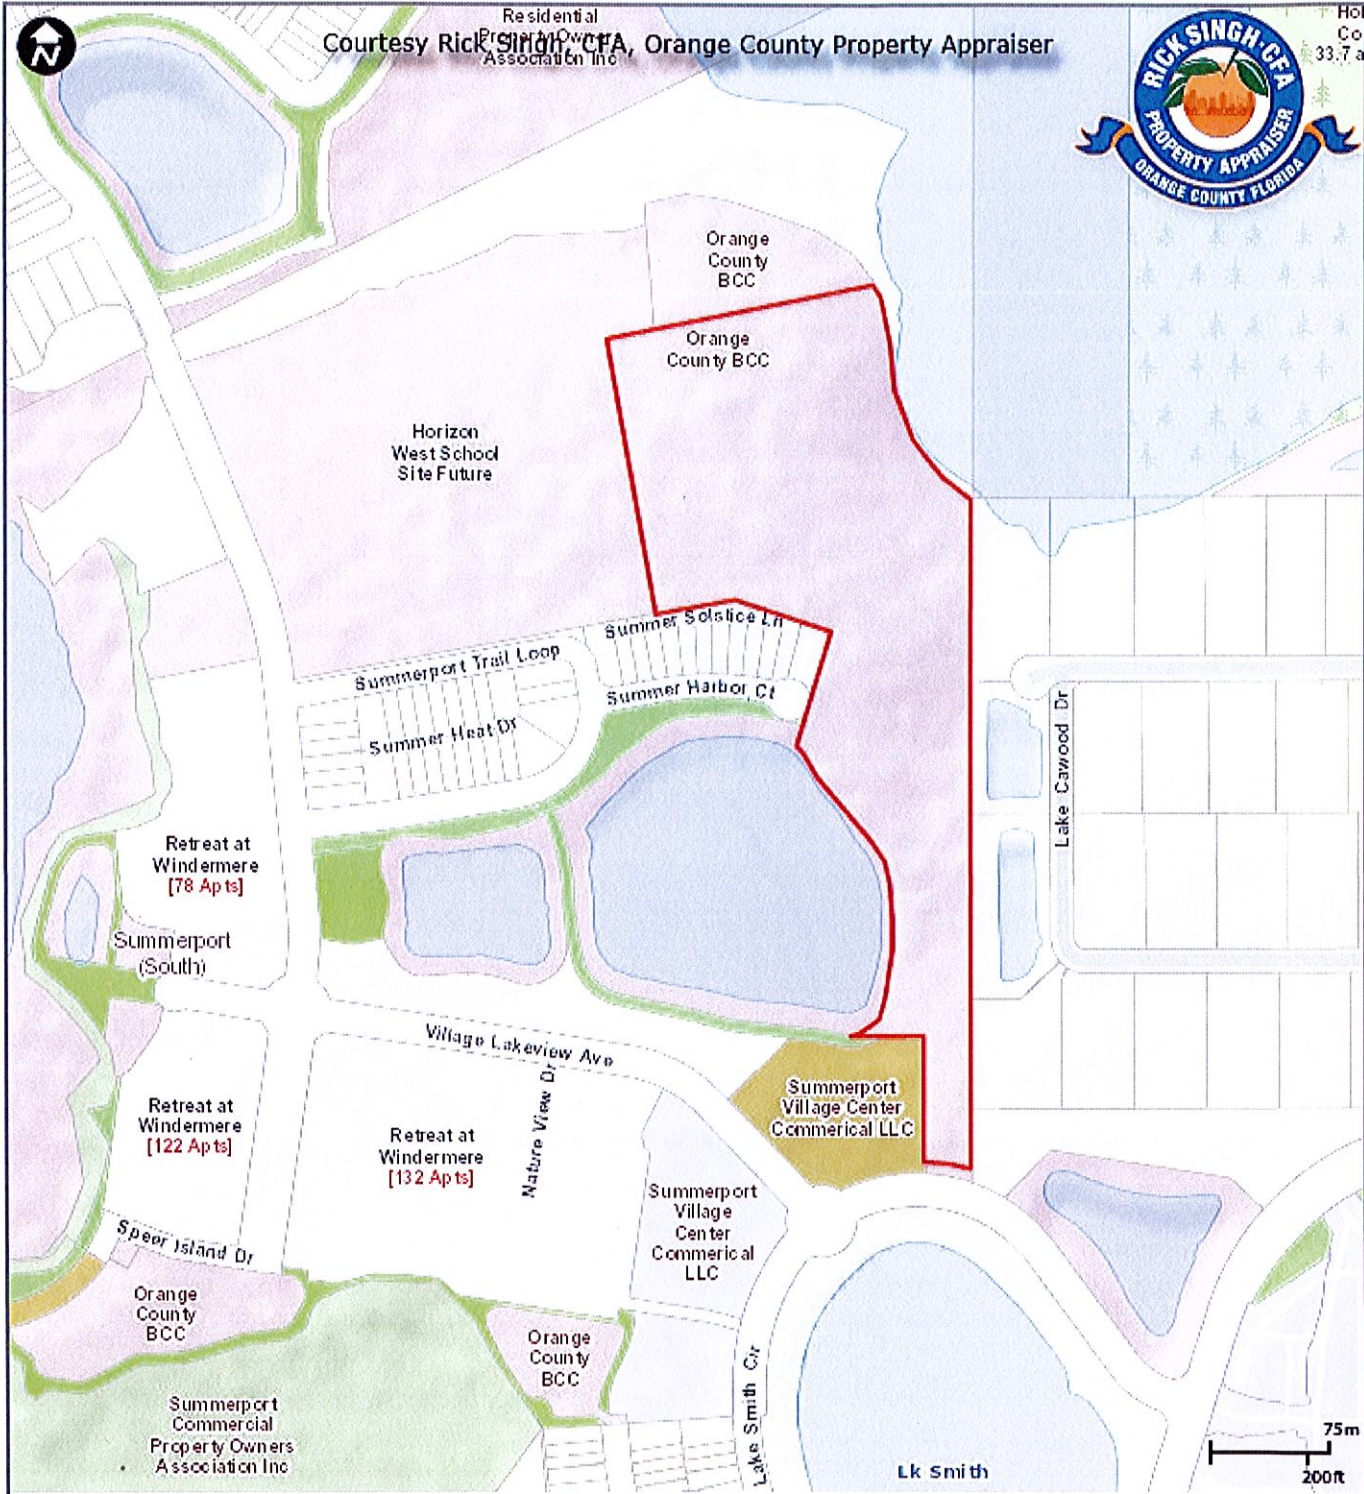 N
Residential
Property Owners
Association Inc
Courtesy Rick Singh, CFA, Orange County Property Appraiser
RICK SINGH · CFA
PROPERTY APPRAISER
ORANGE COUNTY FLORIDA
33.7 a
Orange
County
BCC
Orange
County BCC
Horizon
West School
Site Future
Summer Solstice Ln
Summerport Trail Loop
Summer Harbor Ct
Summer Heat Dr
Lake Cawood Dr
Retreat at
Windermere
[78 Apts]
Summerport
(South)
Village Lakeview Ave
Nature View Dr
Summerport
Village Center
Commerical LLC
Retreat at
Windermere
[122 Apts]
Retreat at
Windermere
[132 Apts]
Summerport
Village
Center
Commerical
LLC
Speer Island Dr
Orange
County
BCC
Orange
County
BCC
Summerport
Commercial
Property Owners
Association Inc
Lake Smith Cir
Lk Smith
75m
200ft